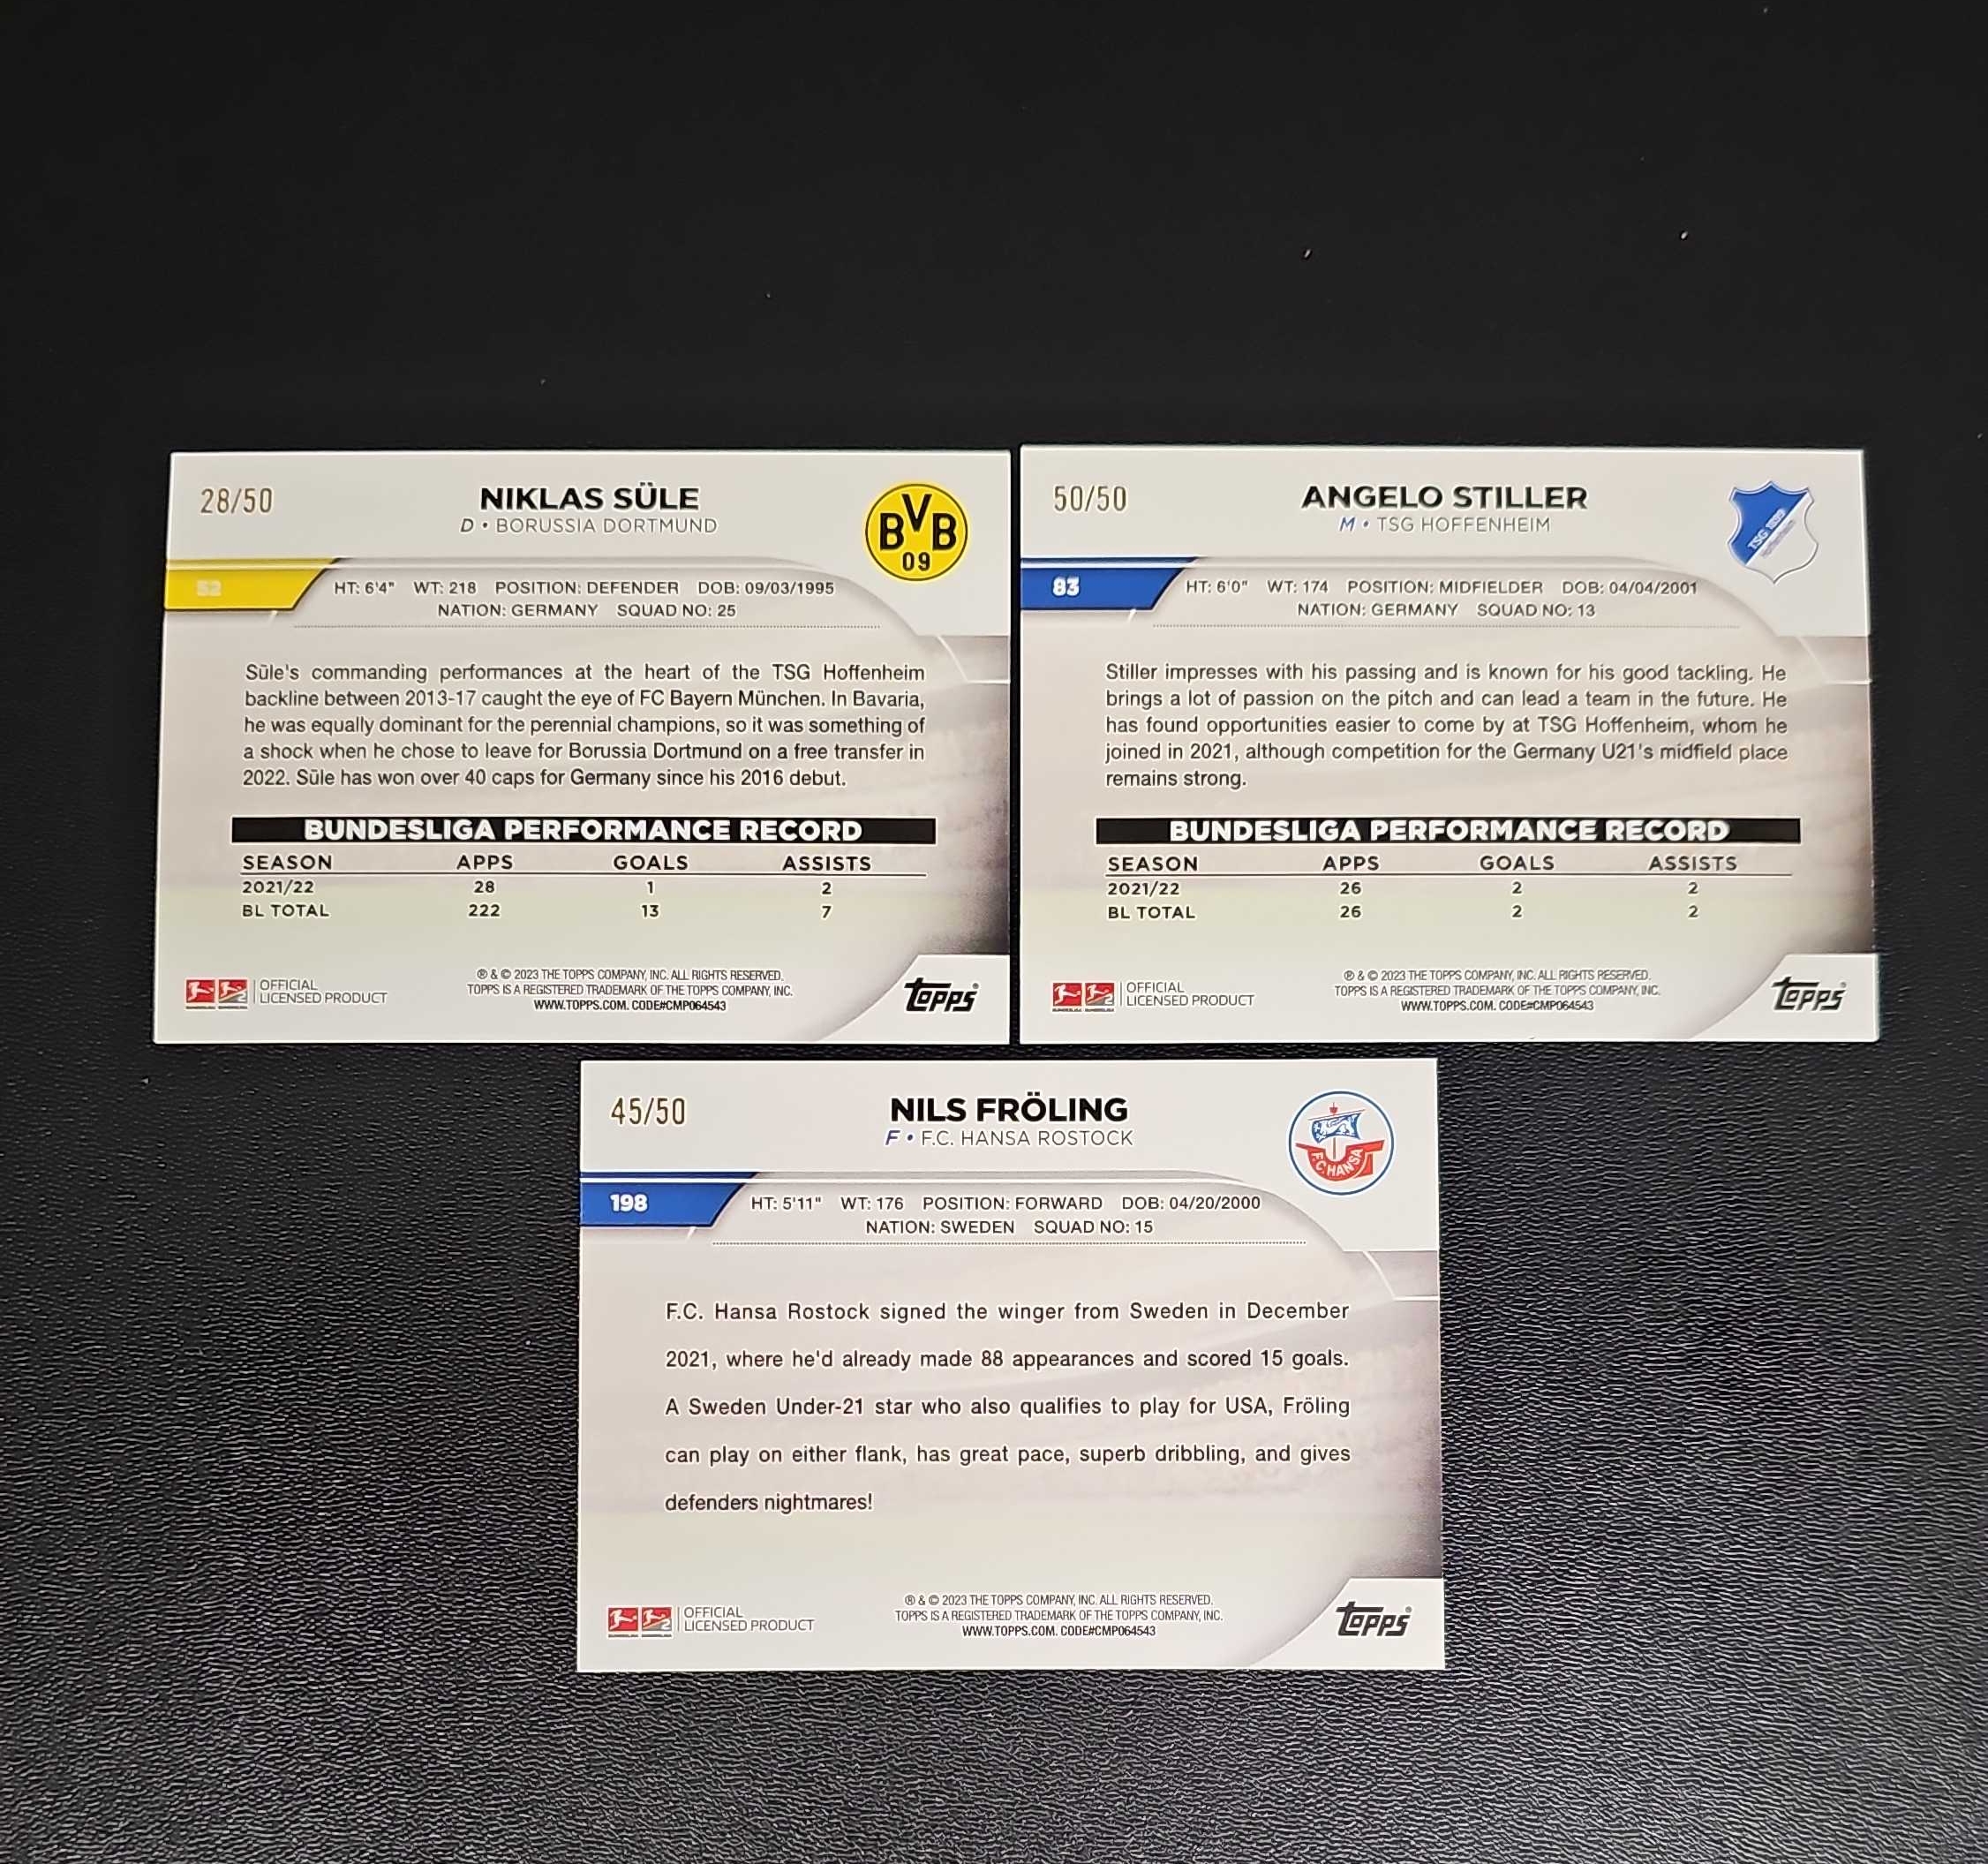 28/50
NIKLAS SÜLE
D • BORUSSIA DORTMUND
BVB
09
52
HT: 6'4" WT: 218 POSITION: DEFENDER DOB: 09/03/1995
NATION: GERMANY SQUAD NO: 25
Süle's commanding performances at the heart of the TSG Hoffenheim
backline between 2013-17 caught the eye of FC Bayern München. In Bavaria,
he was equally dominant for the perennial champions, so it was something of
a shock when he chose to leave for Borussia Dortmund on a free transfer in
2022. Süle has won over 40 caps for Germany since his 2016 debut.
BUNDESLIGA PERFORMANCE RECORD
SEASON APPS GOALS ASSISTS
2021/22 28 1 2
BL TOTAL 222 13 7
OFFICIAL
LICENSED PRODUCT
® & © 2023 THE TOPPS COMPANY, INC. ALL RIGHTS RESERVED.
TOPPS IS A REGISTERED TRADEMARK OF THE TOPPS COMPANY, INC.
WWW.TOPPS.COM. CODE#CMP064543
topps
50/50
ANGELO STILLER
M • TSG HOFFENHEIM
TSG 1899
83
HT: 6'0" WT: 174 POSITION: MIDFIELDER DOB: 04/04/2001
NATION: GERMANY SQUAD NO: 13
Stiller impresses with his passing and is known for his good tackling. He
brings a lot of passion on the pitch and can lead a team in the future. He
has found opportunities easier to come by at TSG Hoffenheim, whom he
joined in 2021, although competition for the Germany U21's midfield place
remains strong.
BUNDESLIGA PERFORMANCE RECORD
SEASON APPS GOALS ASSISTS
2021/22 26 2 2
BL TOTAL 26 2 2
OFFICIAL
LICENSED PRODUCT
® & © 2023 THE TOPPS COMPANY, INC. ALL RIGHTS RESERVED.
TOPPS IS A REGISTERED TRADEMARK OF THE TOPPS COMPANY, INC.
WWW.TOPPS.COM. CODE#CMP064543
topps
45/50
NILS FRÖLING
F • F.C. HANSA ROSTOCK
F.C. HANSA
198
HT: 5'11" WT: 176 POSITION: FORWARD DOB: 04/20/2000
NATION: SWEDEN SQUAD NO: 15
F.C. Hansa Rostock signed the winger from Sweden in December
2021, where he'd already made 88 appearances and scored 15 goals.
A Sweden Under-21 star who also qualifies to play for USA, Fröling
can play on either flank, has great pace, superb dribbling, and gives
defenders nightmares!
OFFICIAL
LICENSED PRODUCT
® & © 2023 THE TOPPS COMPANY, INC. ALL RIGHTS RESERVED.
TOPPS IS A REGISTERED TRADEMARK OF THE TOPPS COMPANY, INC.
WWW.TOPPS.COM. CODE#CMP064543
topps